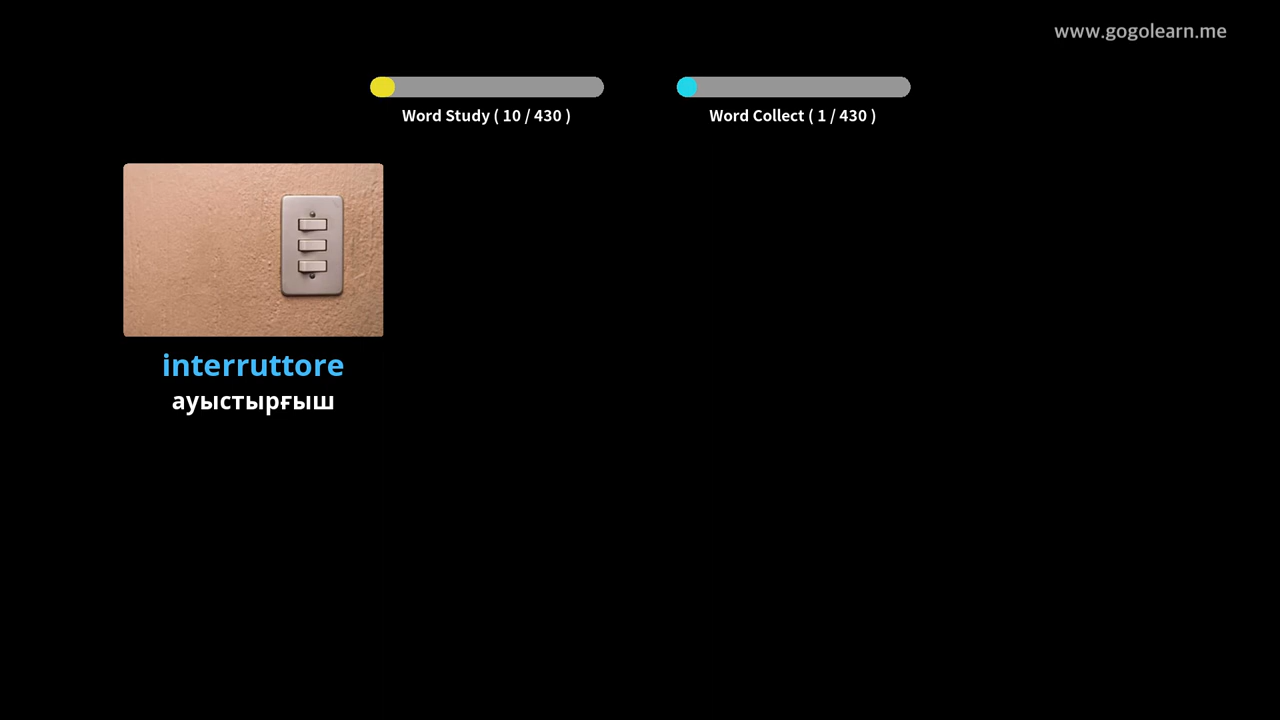 www.gogolearn.me
Word Study ( 10 / 430 )
Word Collect ( 1 / 430 )
interruttore
ауыстырғыш